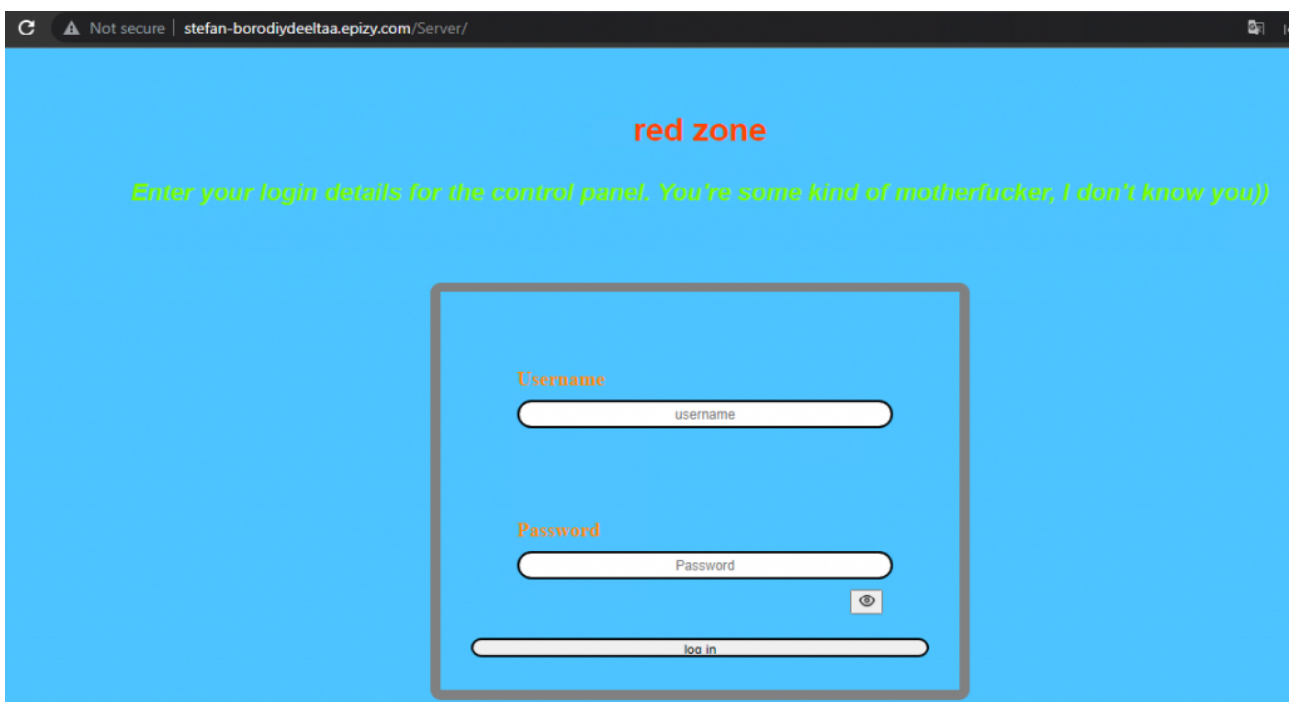 Not secure | stefan-borodiydeeltaa.epizy.com/Server/
red zone
Enter your login details for the control panel. You're some kind of motherfucker, I don't know you))
Username
username
Password
Password
log in